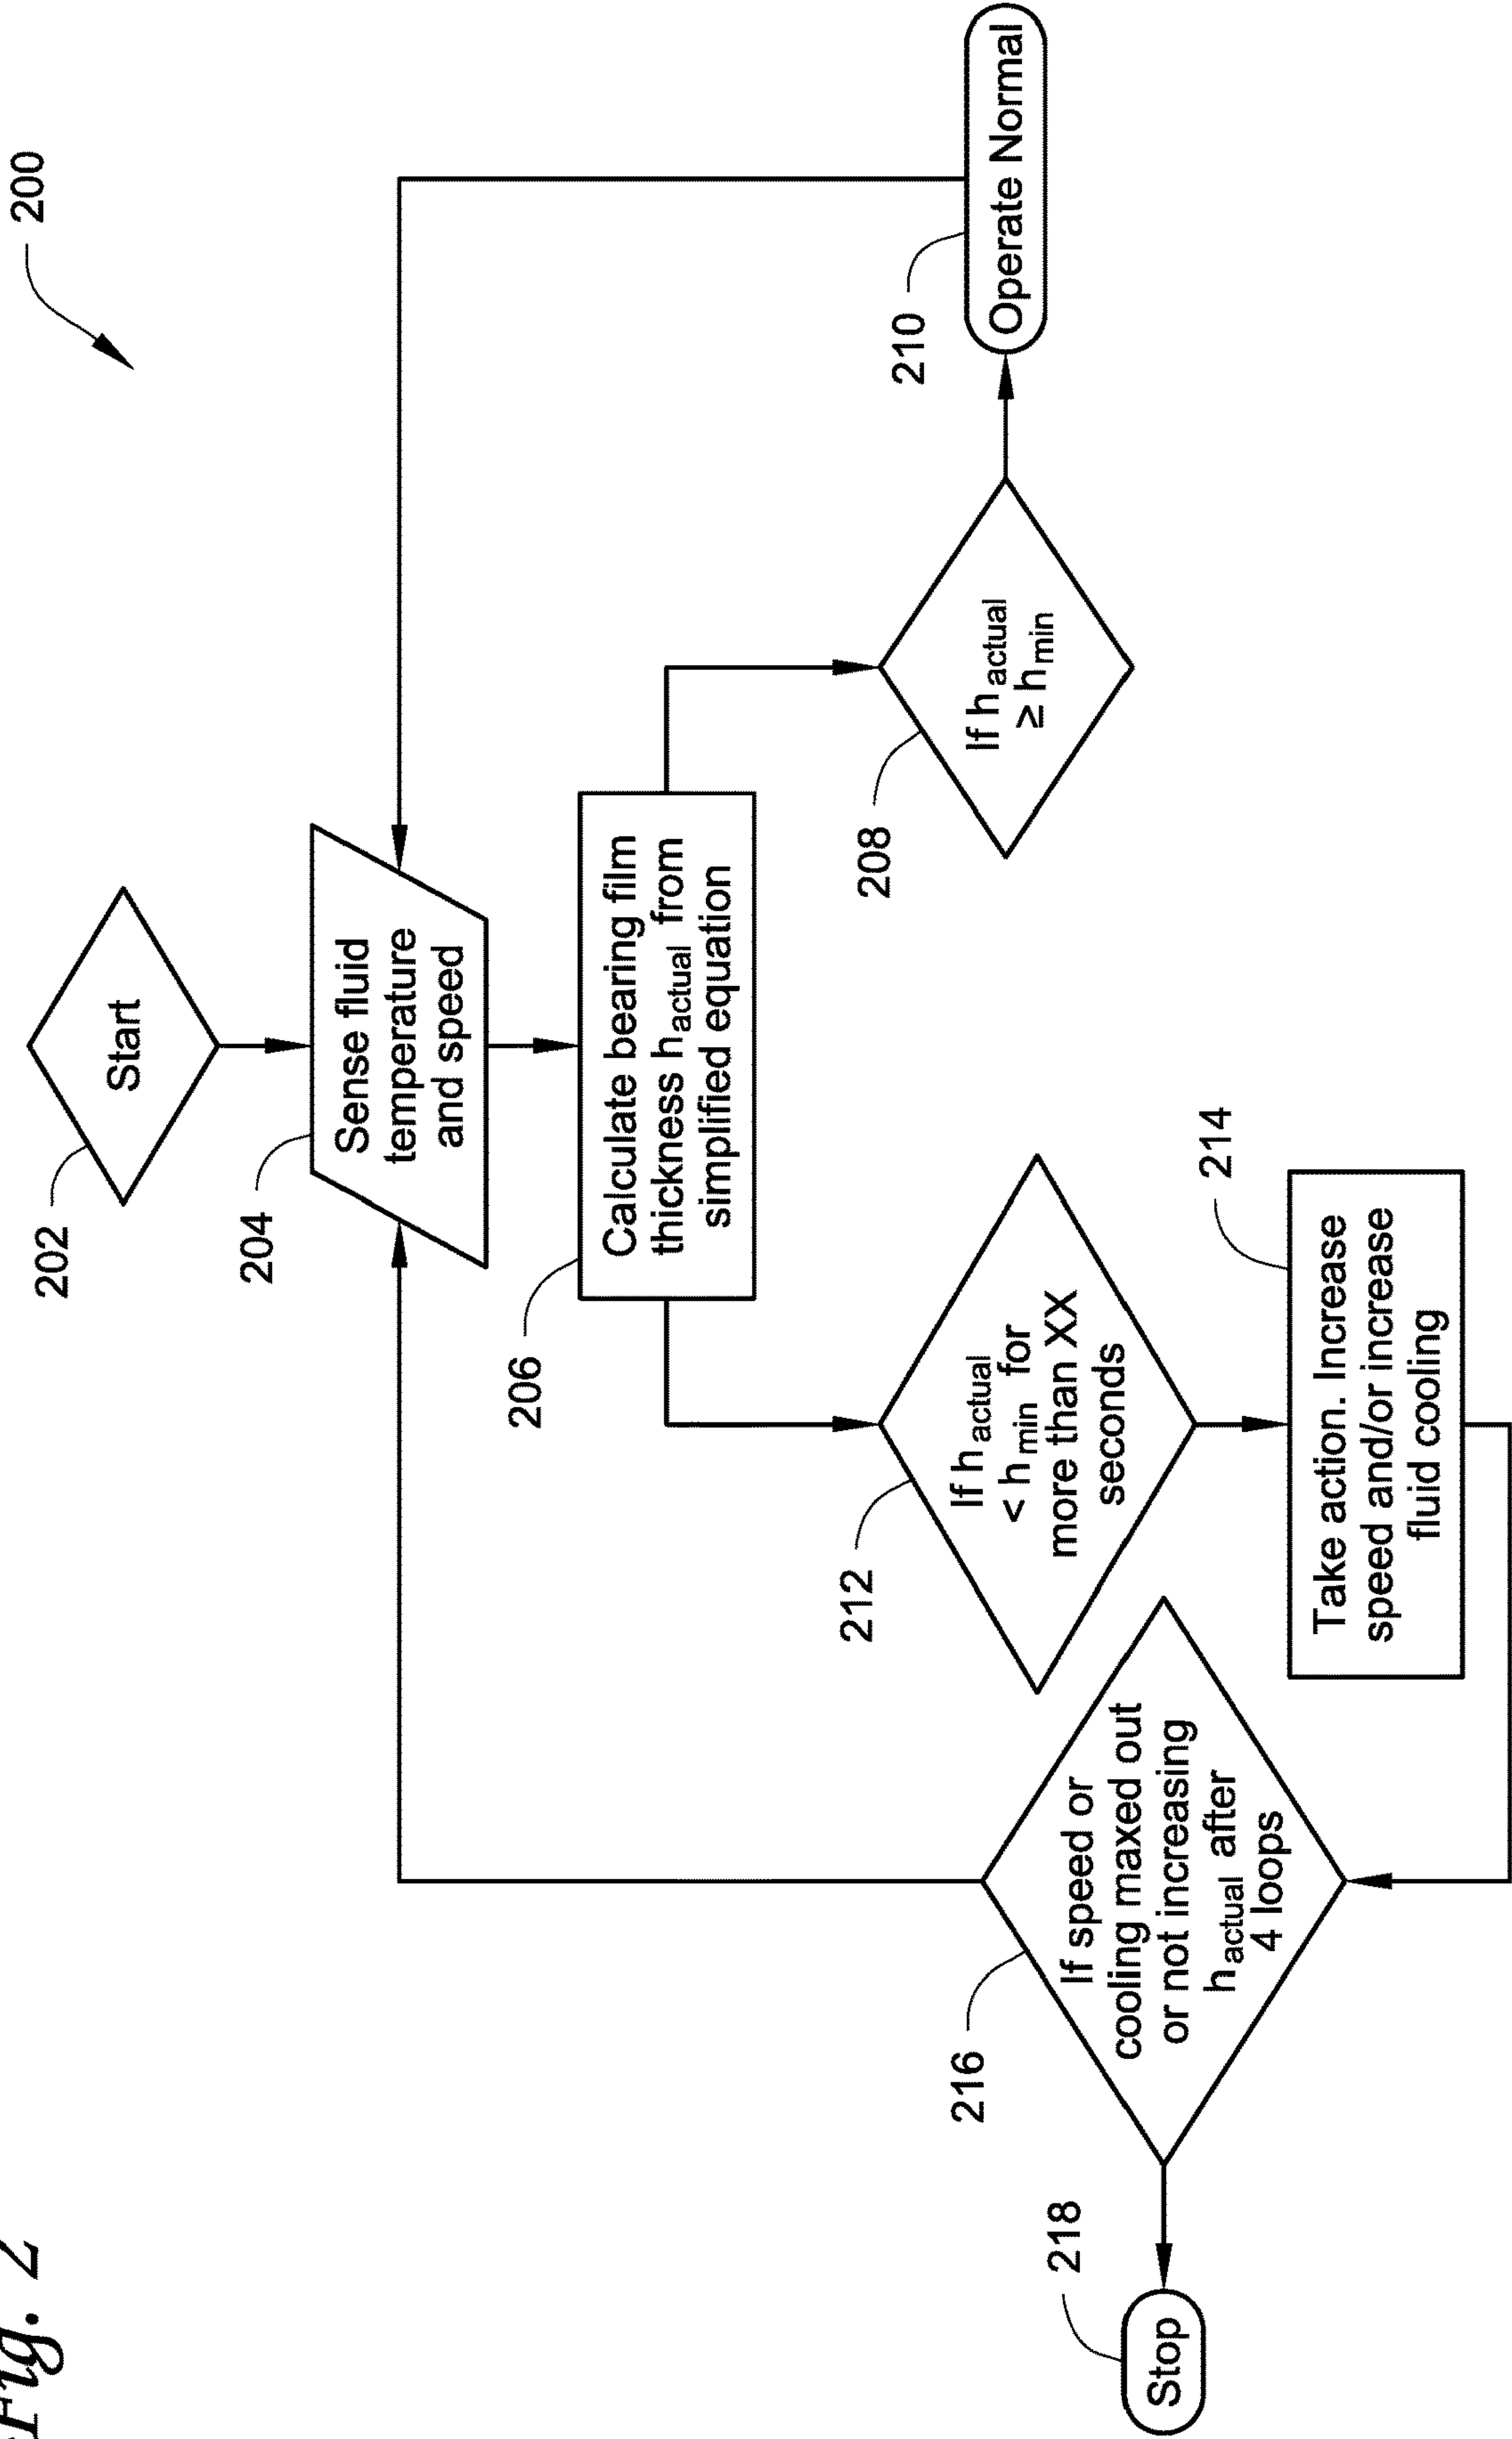 Fig. 2
200
202
Start
204
Sense fluid
temperature
and speed
206
Calculate bearing film
thickness hactual from
simplified equation
208
If hactual
≥ hmin
210
Operate Normal
212
If hactual
< hmin for
more than XX
seconds
214
Take action. Increase
speed and/or increase
fluid cooling
216
If speed or
cooling maxed out
or not increasing
hactual after
4 loops
218
Stop